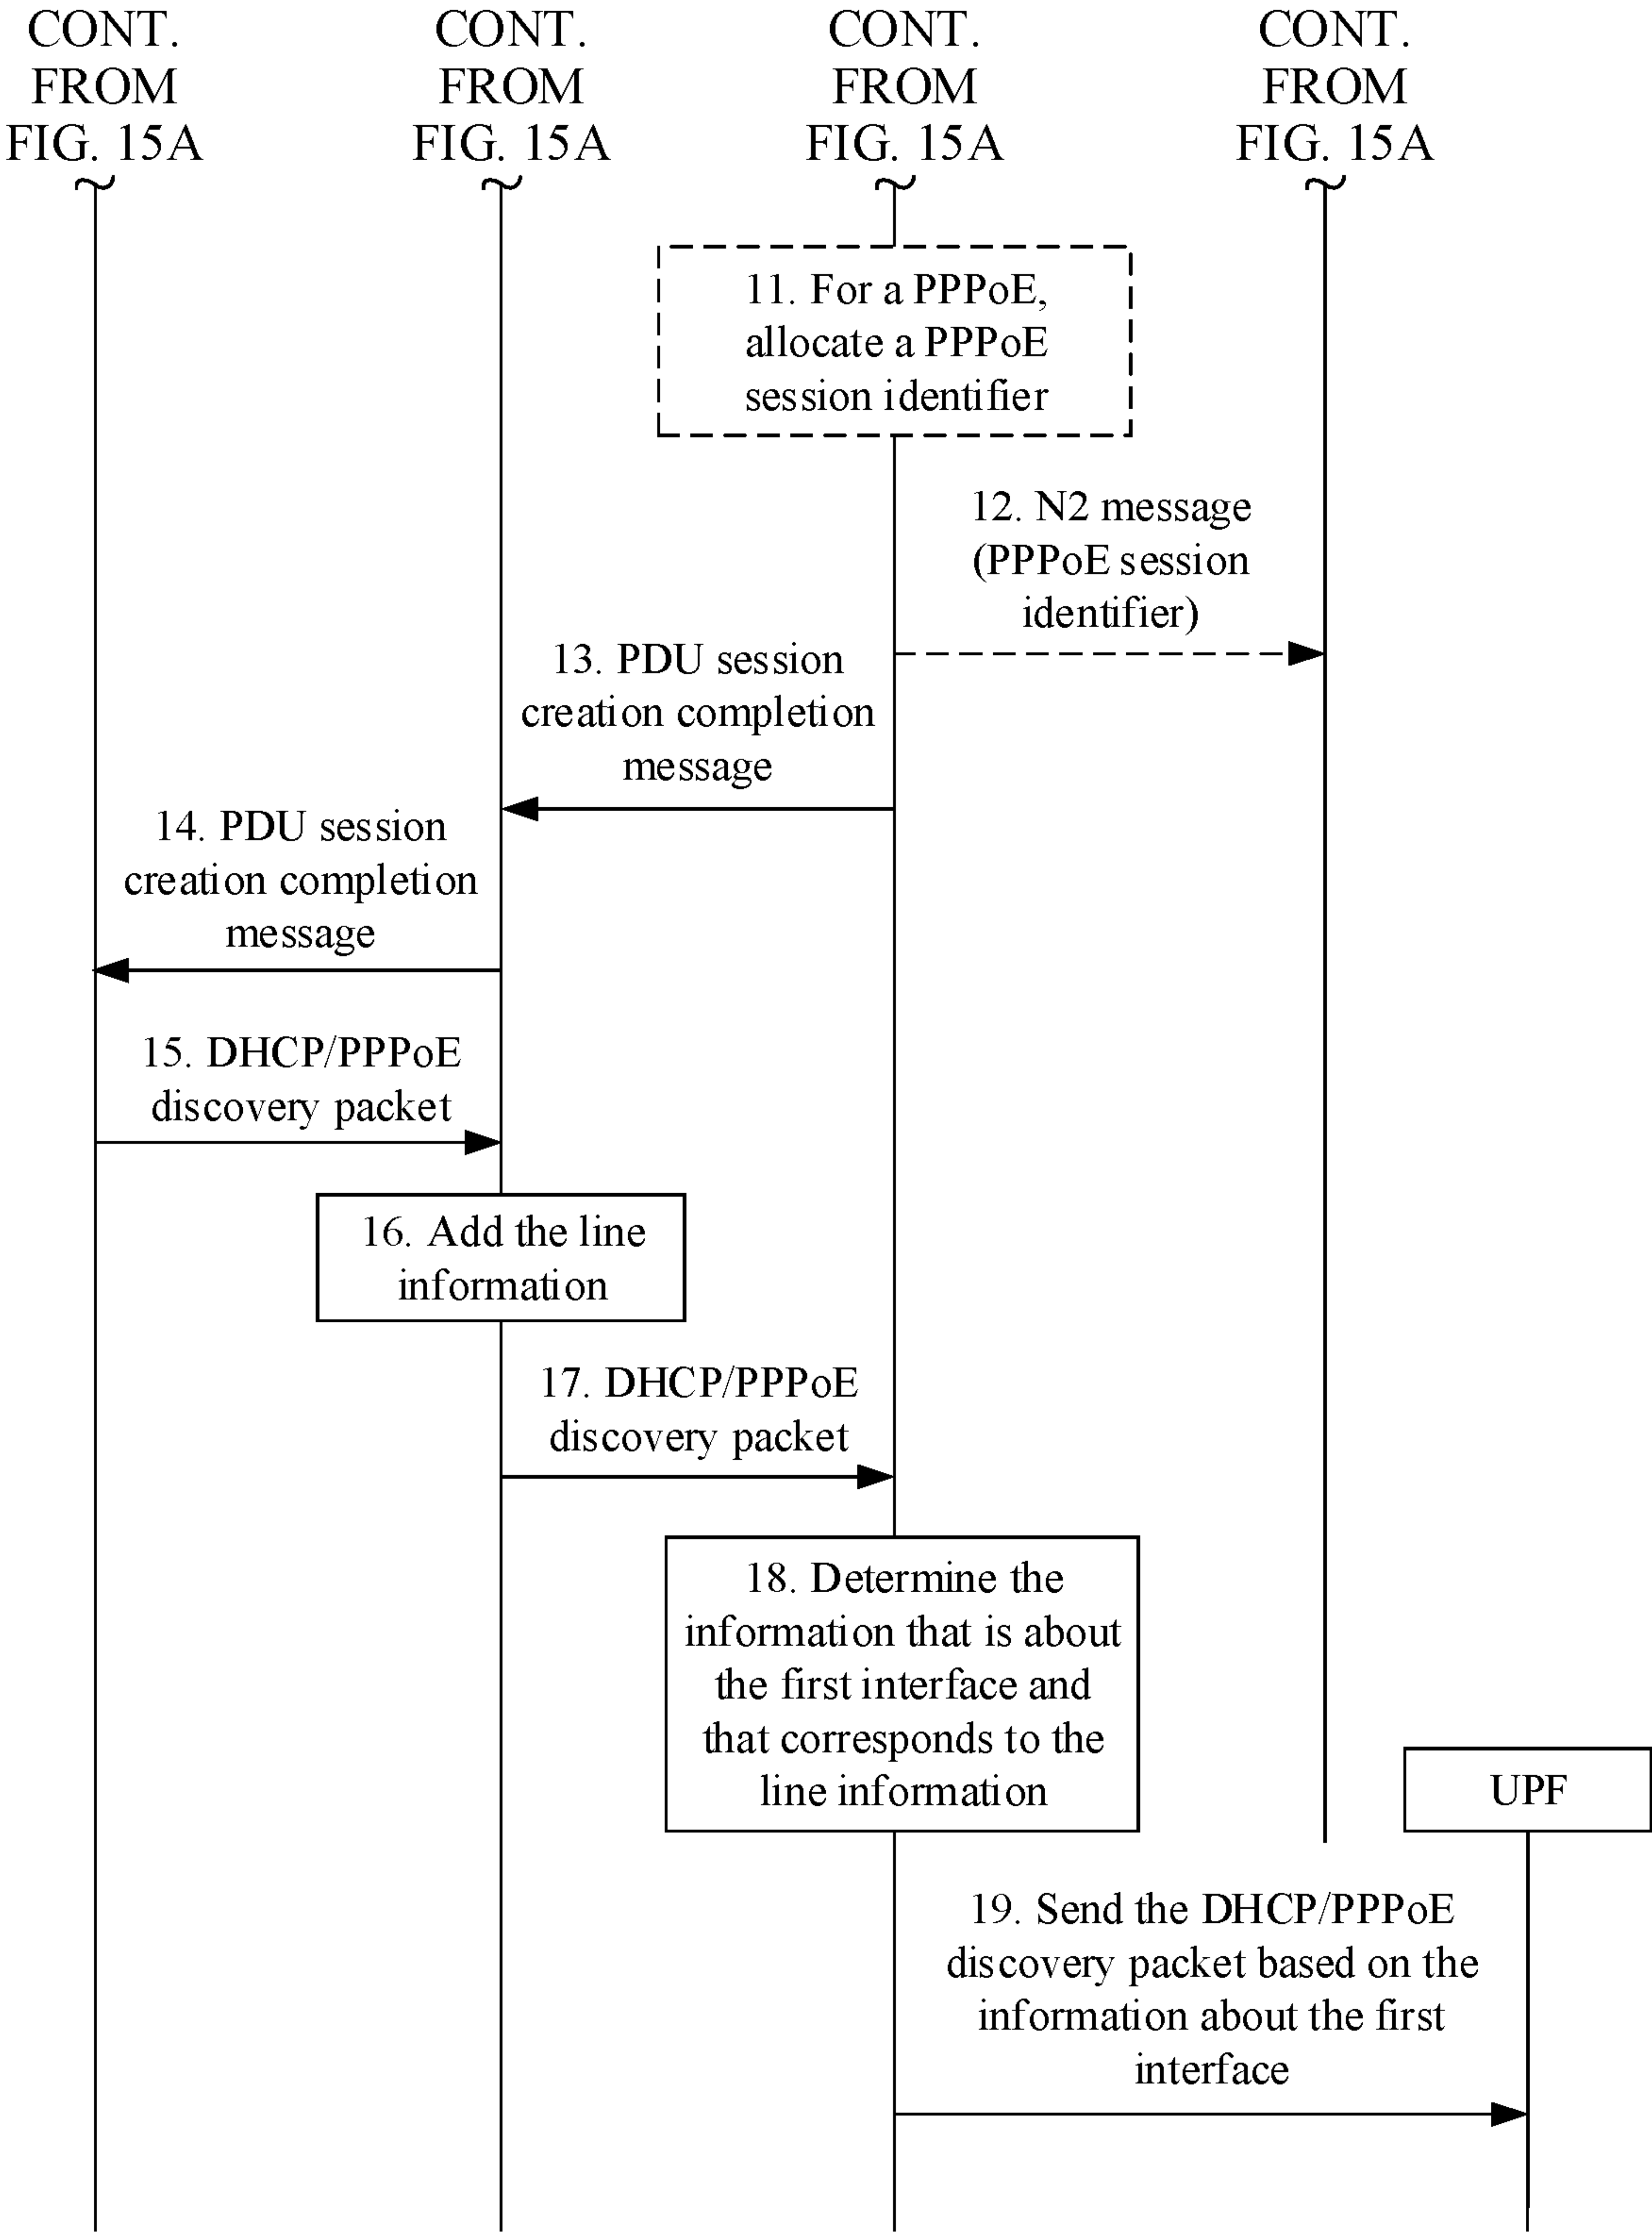 CONT.
FROM
FIG. 15A
CONT.
FROM
FIG. 15A
CONT.
FROM
FIG. 15A
CONT.
FROM
FIG. 15A
11. For a PPPoE,
allocate a PPPoE
session identifier
12. N2 message
(PPPoE session
identifier)
13. PDU session
creation completion
message
14. PDU session
creation completion
message
15. DHCP/PPPoE
discovery packet
16. Add the line
information
17. DHCP/PPPoE
discovery packet
18. Determine the
information that is about
the first interface and
that corresponds to the
line information
UPF
19. Send the DHCP/PPPoE
discovery packet based on the
information about the first
interface